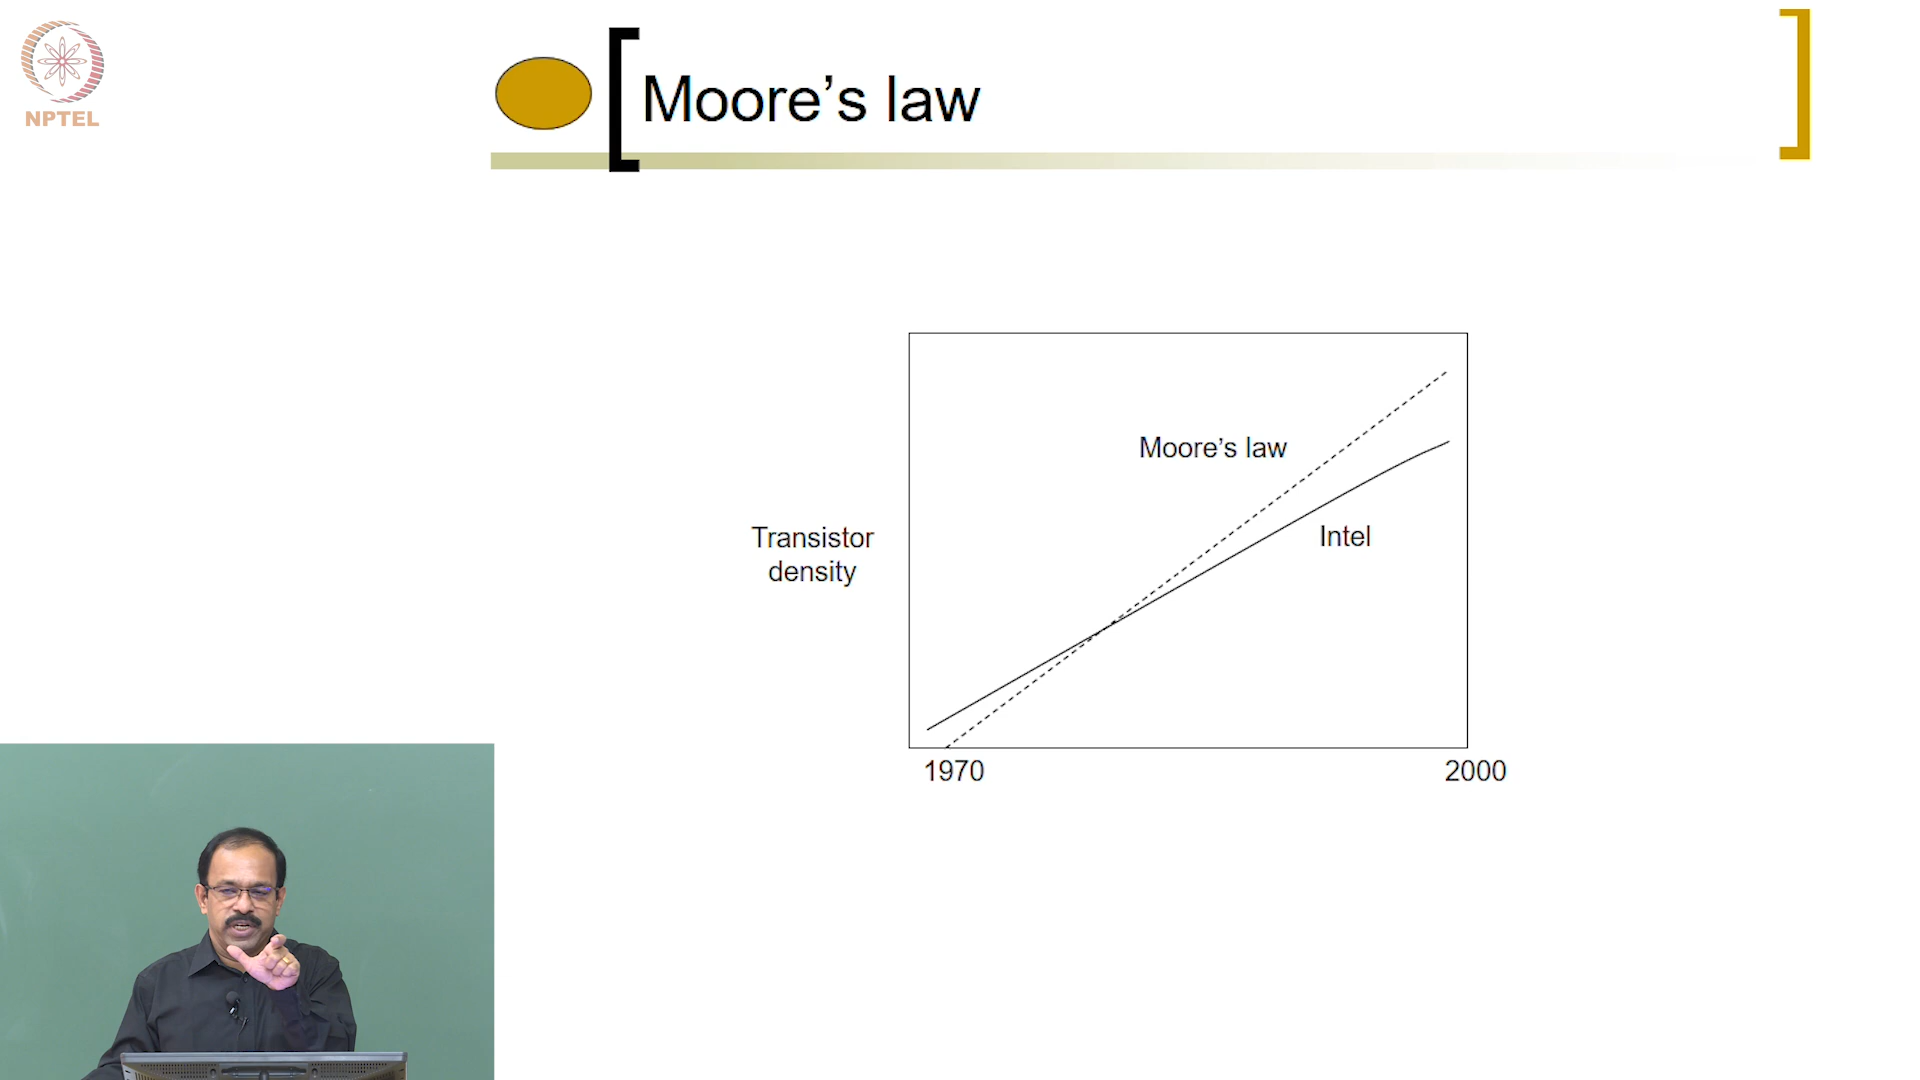 NPTEL
Moore’s law
Moore’s law
Intel
Transistor
density
1970
2000